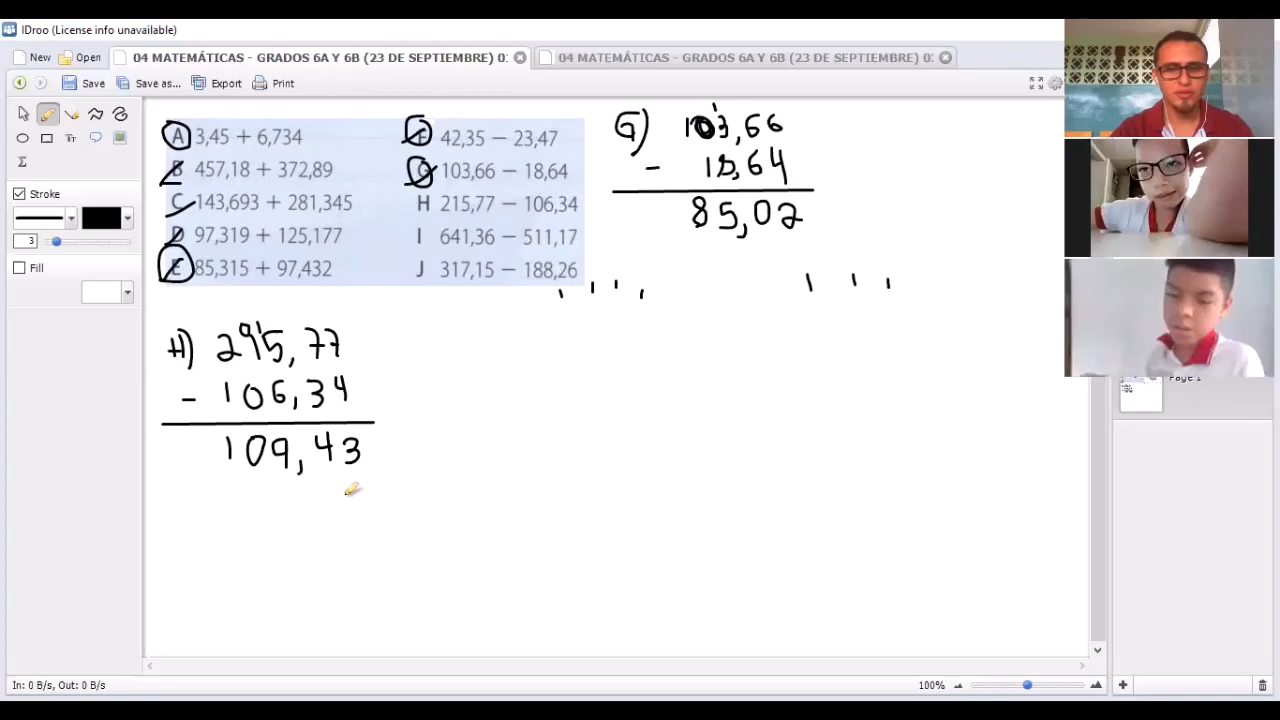 IDroo (License info unavailable)
New Open 04 MATEMÁTICAS - GRADOS 6A Y 6B (23 DE SEPTIEMBRE) 0: 04 MATEMÁTICAS - GRADOS 6A Y 6B (23 DE SEPTIEMBRE) 0:
Save Save as... Export Print
Stroke
3
Fill
A 3,45 + 6,734
B 457,18 + 372,89
C 143,693 + 281,345
D 97,319 + 125,177
E 85,315 + 97,432
F 42,35 − 23,47
G 103,66 − 18,64
H 215,77 − 106,34
I 641,36 − 511,17
J 317,15 − 188,26
G) 103,66
- 18,64
85,02
H) 295,77
- 106,34
109,43
Page 1
In: 0 B/s, Out: 0 B/s
100%